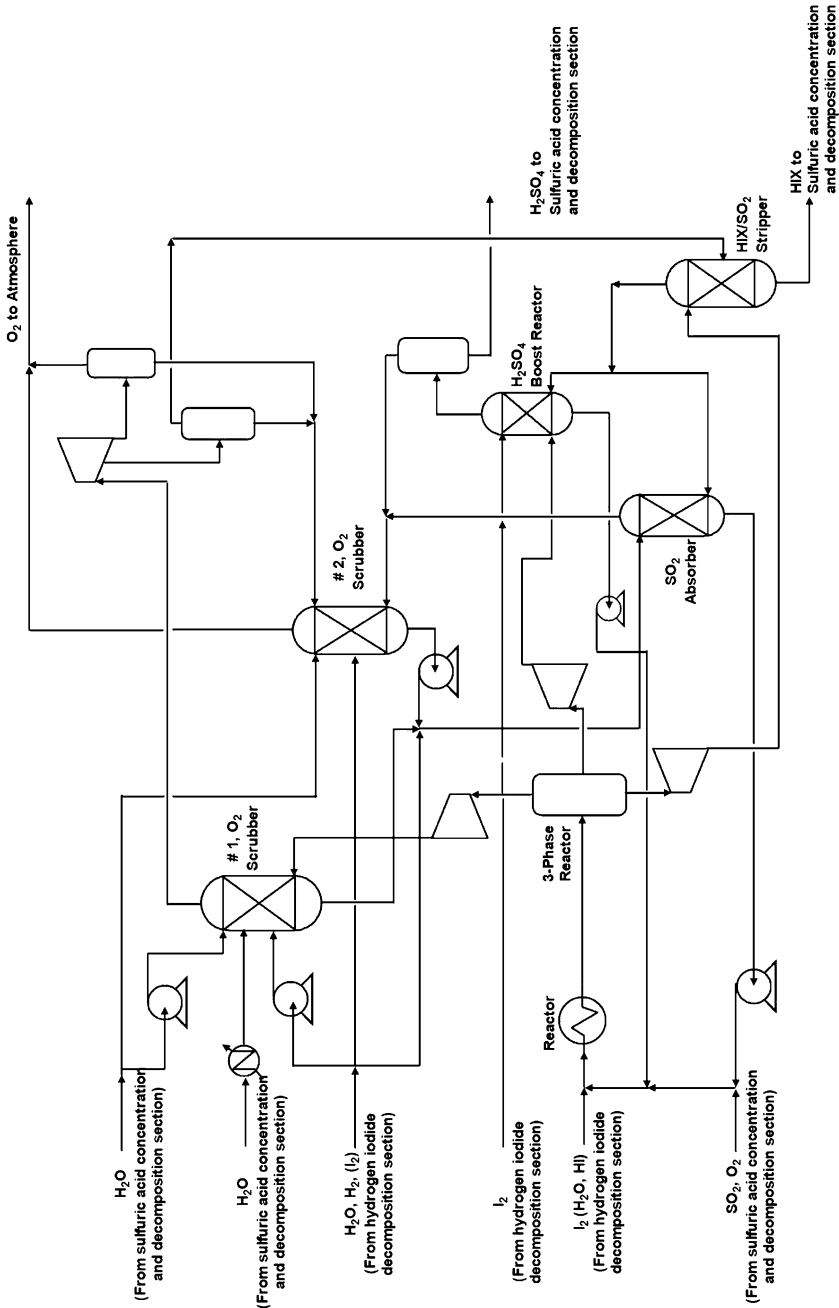 H2O
(From sulfuric acid concentration
and decomposition section)
H2O
(From sulfuric acid concentration
and decomposition section)
H2O, H2, (I2)
(From hydrogen iodide
decomposition section)
I2
(From hydrogen iodide
decomposition section)
I2 (H2O, HI)
(From hydrogen iodide
decomposition section)
SO2, O2
(From sulfuric acid concentration
and decomposition section)
Reactor
# 1, O2
Scrubber
3-Phase
Reactor
# 2, O2
Scrubber
SO2
Absorber
H2SO4
Boost Reactor
HIX/SO2
Stripper
O2 to Atmosphere
H2SO4 to
Sulfuric acid concentration
and decomposition section
HIX to
Sulfuric acid concentration
and decomposition section